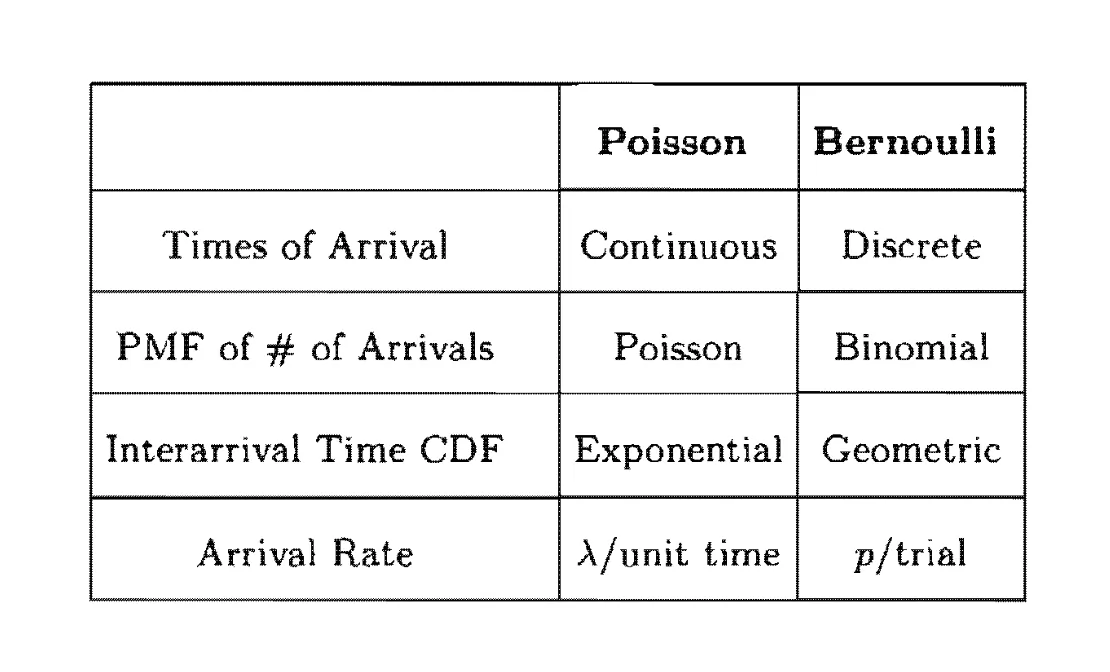 Poisson Bernoulli
Times of Arrival Continuous Discrete
PMF of # of Arrivals Poisson Binomial
Interarrival Time CDF Exponential Geometric
Arrival Rate λ/unit time p/trial